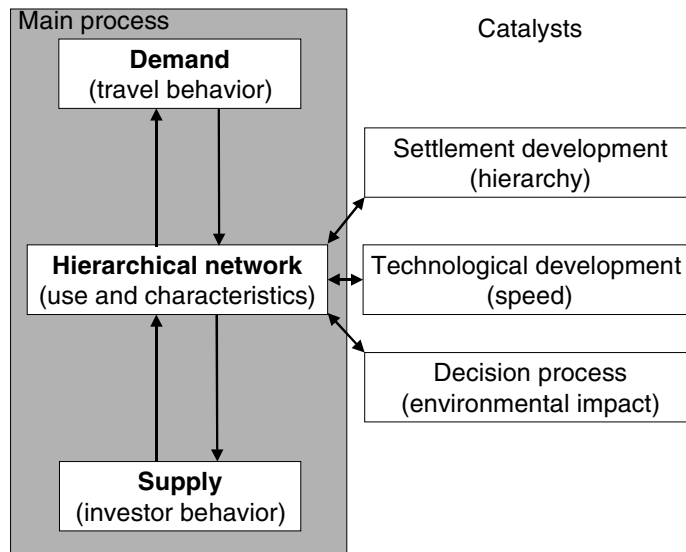 Main process
Catalysts
Demand
(travel behavior)
Settlement development
(hierarchy)
Hierarchical network
(use and characteristics)
Technological development
(speed)
Decision process
(environmental impact)
Supply
(investor behavior)